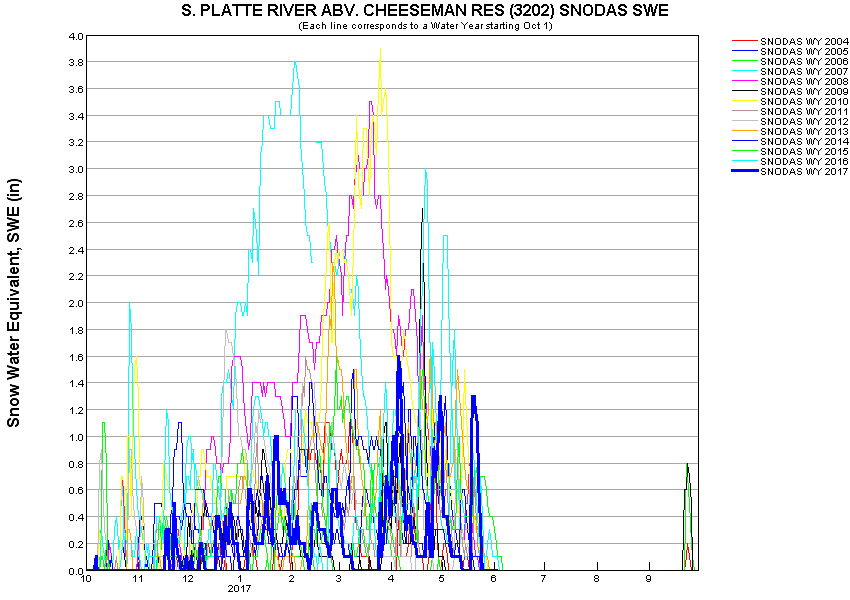 S. PLATTE RIVER ABV. CHEESEMAN RES (3202) SNODAS SWE
(Each line corresponds to a Water Year starting Oct 1)
Snow Water Equivalent, SWE (in)
4.0
3.8
3.6
3.4
3.2
3.0
2.8
2.6
2.4
2.2
2.0
1.8
1.6
1.4
1.2
1.0
0.8
0.6
0.4
0.2
0.0
10 11 12 1 2 3 4 5 6 7 8 9
2017
SNODAS WY 2004
SNODAS WY 2005
SNODAS WY 2006
SNODAS WY 2007
SNODAS WY 2008
SNODAS WY 2009
SNODAS WY 2010
SNODAS WY 2011
SNODAS WY 2012
SNODAS WY 2013
SNODAS WY 2014
SNODAS WY 2015
SNODAS WY 2016
SNODAS WY 2017